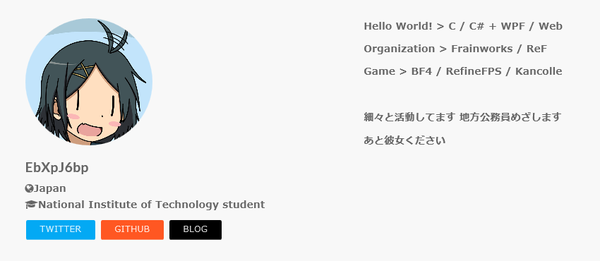 EbXpJ6bp
Japan
National Institute of Technology student
TWITTER GITHUB BLOG
Hello World! > C / C# + WPF / Web
Organization > Frainworks / ReF
Game > BF4 / RefineFPS / Kancolle
細々と活動してます 地方公務員めざします
あと彼女ください